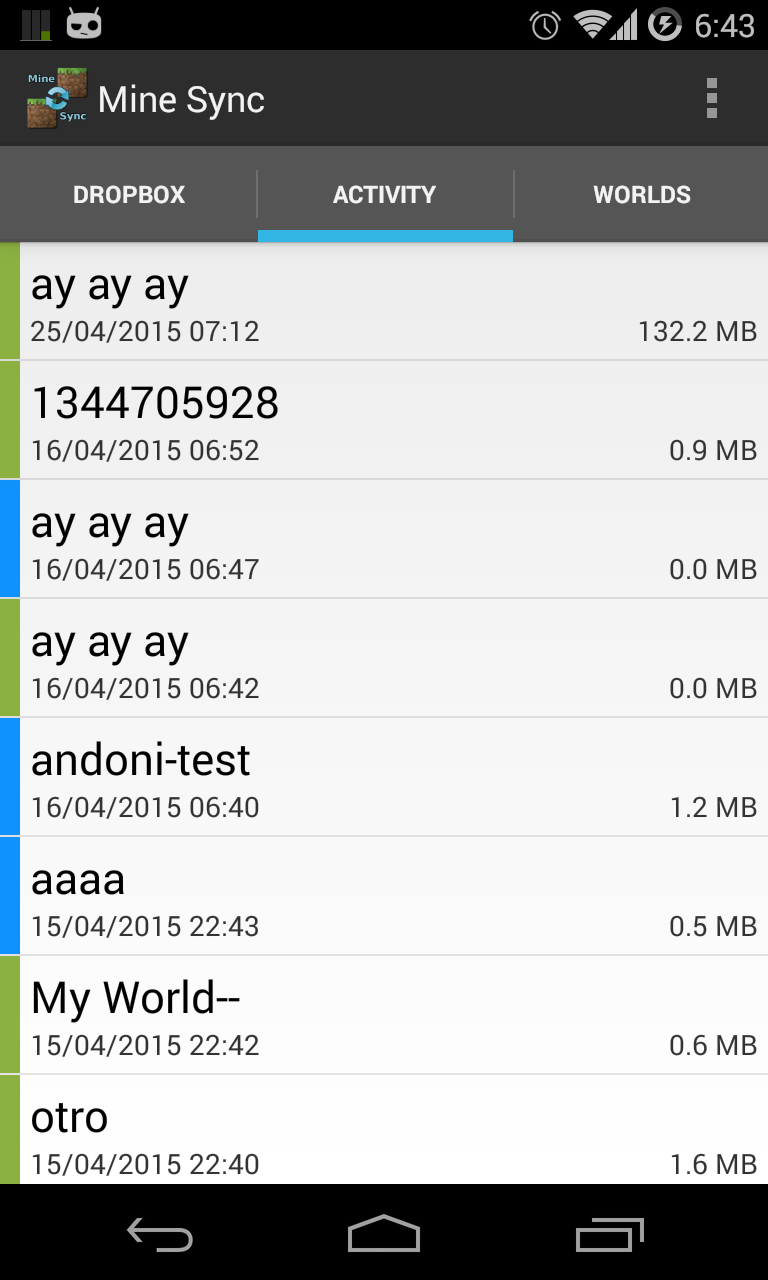 6:43
Mine
Sync
Mine Sync
DROPBOX
ACTIVITY
WORLDS
ay ay ay
25/04/2015 07:12 132.2 MB
1344705928
16/04/2015 06:52 0.9 MB
ay ay ay
16/04/2015 06:47 0.0 MB
ay ay ay
16/04/2015 06:42 0.0 MB
andoni-test
16/04/2015 06:40 1.2 MB
aaaa
15/04/2015 22:43 0.5 MB
My World--
15/04/2015 22:42 0.6 MB
otro
15/04/2015 22:40 1.6 MB